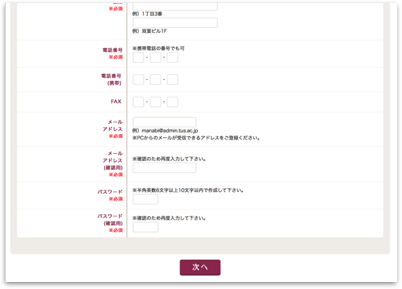 ※必須
例）1丁目3番
例）双葉ビル1F
電話番号
※必須
※携帯電話の番号でも可
- -
電話番号
(携帯)
- -
FAX
- -
メール
アドレス
※必須
例）manabi@admin.tus.ac.jp
※PCからのメールが受信できるアドレスをご登録ください。
メール
アドレス
(確認用)
※必須
※確認のため再度入力して下さい。
パスワード
※必須
※半角英数6文字以上10文字以内で作成して下さい。
パスワード
(確認用)
※必須
※確認のため再度入力して下さい。
次へ